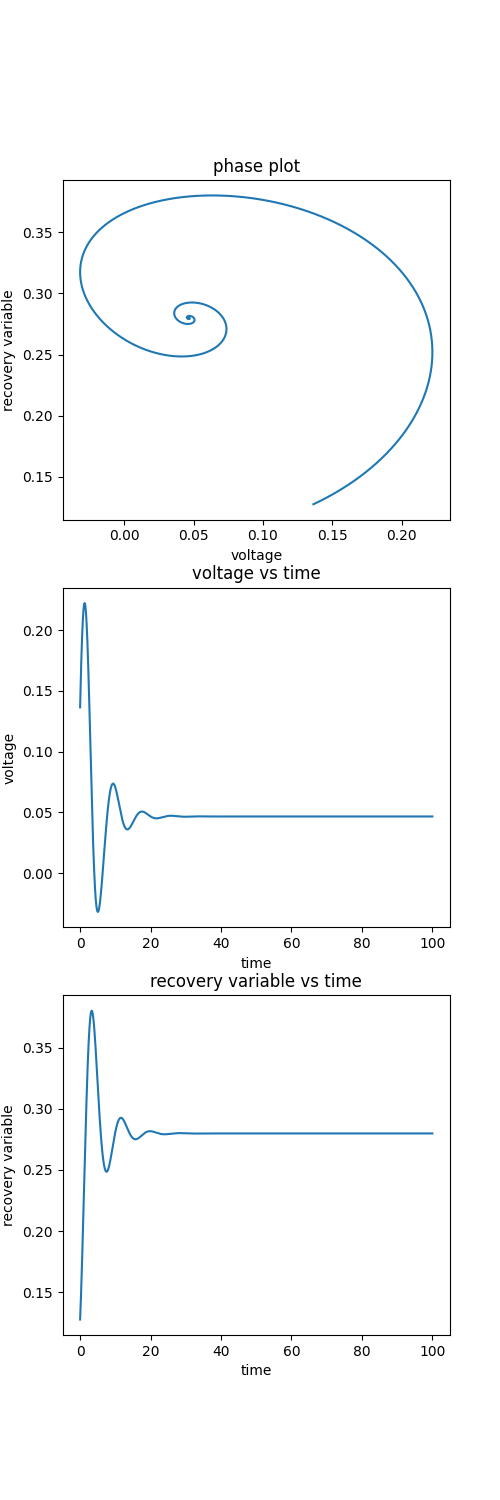 phase plot
recovery variable
0.35
0.30
0.25
0.20
0.15
0.00 0.05 0.10 0.15 0.20
voltage
voltage vs time
voltage
0.20
0.15
0.10
0.05
0.00
0 20 40 60 80 100
time
recovery variable vs time
recovery variable
0.35
0.30
0.25
0.20
0.15
0 20 40 60 80 100
time